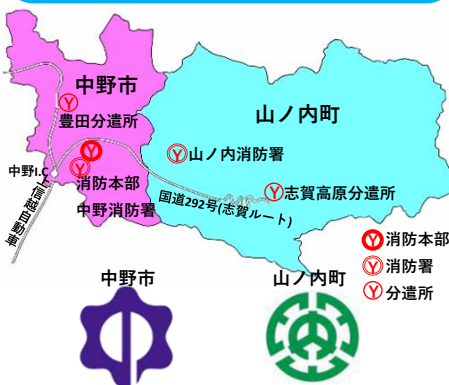 中野市
豊田分遣所
山ノ内町
山ノ内消防署
中野I.C
消防本部
中野消防署
上信越自動車
国道292号(志賀ルート)
志賀高原分遣所
消防本部
消防署
分遣所
中野市
山ノ内町